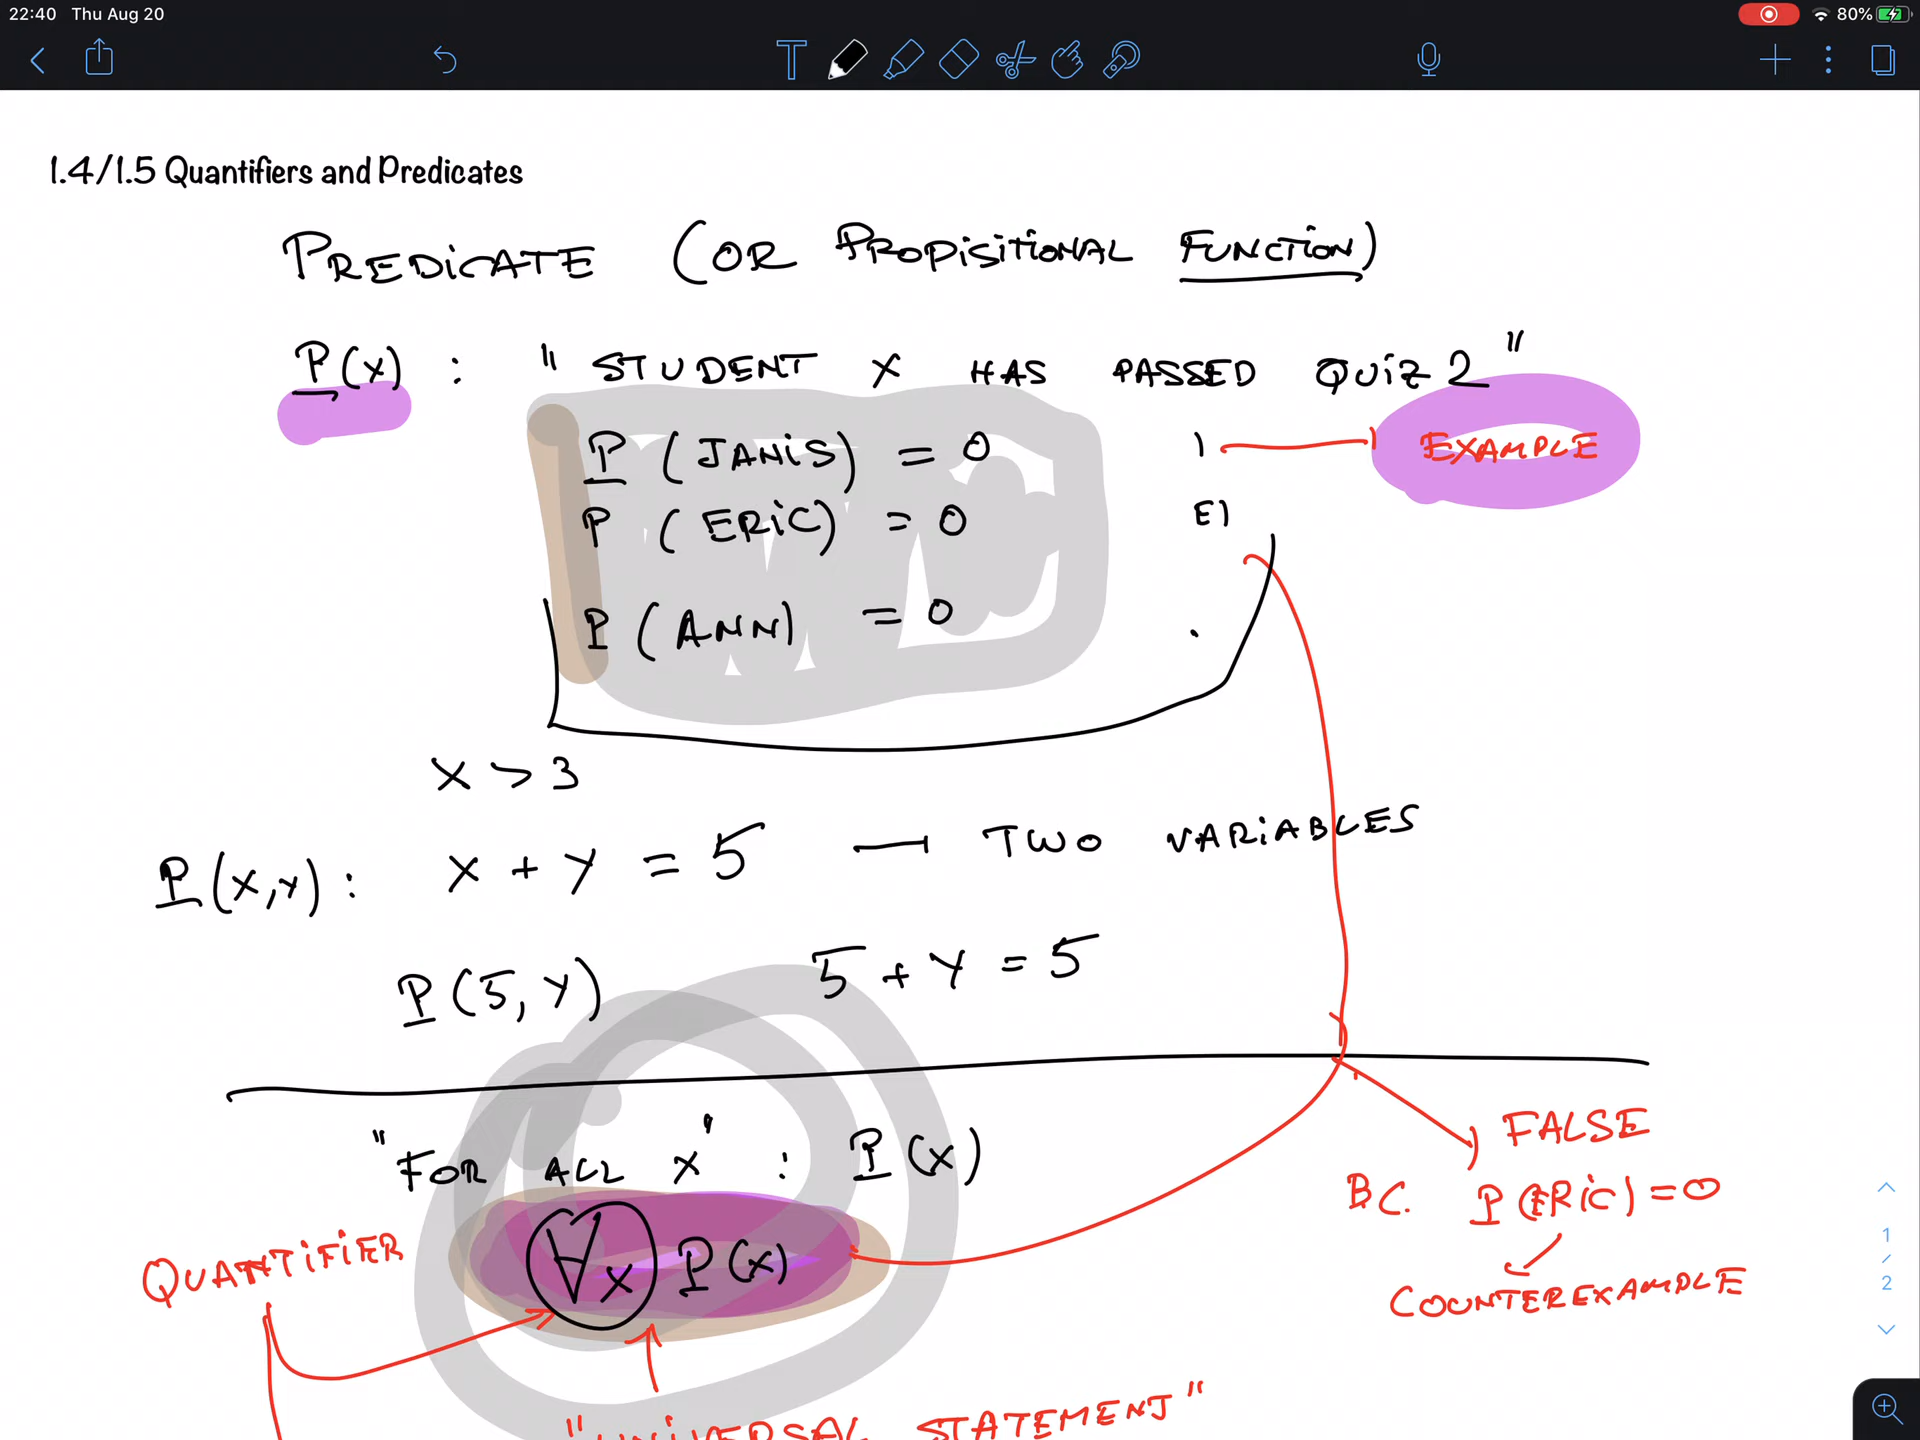 22:40 Thu Aug 20
80%
1.4/1.5 Quantifiers and Predicates
PREDICATE (OR PROPISITIONAL FUNCTION)
P(X) : " STUDENT X HAS PASSED QUIZ 2 "
P (JANIS) = 0 1 EXAMPLE
P (ERIC) = 0
P (ANN) = 0
X > 3
P(X,Y) : X + Y = 5 — TWO VARIABLES
P(5, Y) 5 + Y = 5
"FOR ALL X" : P(X)
FALSE
∀x P(X)
B.C. P(ERIC) = 0
QUANTIFIER
COUNTEREXAMPLE
"UNIVERSAL STATEMENT"
1
/
2